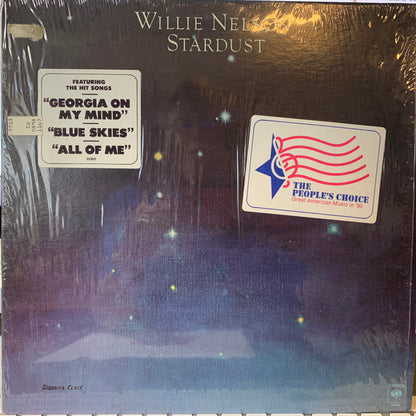 WILLIE NELSON
STARDUST
FEATURING
THE HIT SONGS
"GEORGIA ON
MY MIND"
"BLUE SKIES"
"ALL OF ME"
THE
PEOPLE'S CHOICE
Great American Music in '80